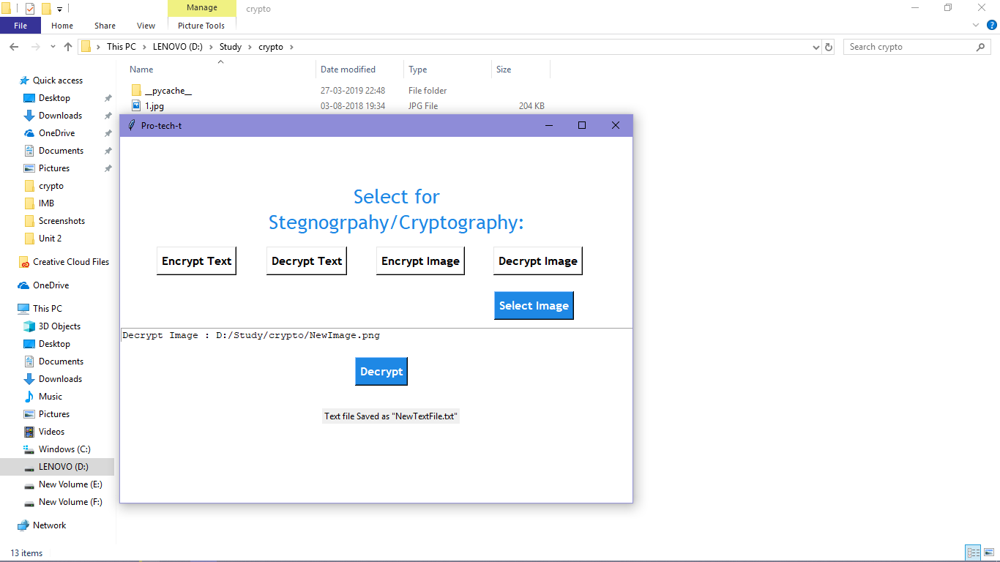 Manage
crypto
File
Home
Share
View
Picture Tools
This PC
LENOVO (D:)
Study
crypto
Search crypto
Name
Date modified
Type
Size
__pycache__
27-03-2019 22:48
File folder
1.jpg
03-08-2018 19:34
JPG File
204 KB
Quick access
Desktop
Downloads
OneDrive
Documents
Pictures
crypto
IMB
Screenshots
Unit 2
Creative Cloud Files
OneDrive
This PC
3D Objects
Desktop
Documents
Downloads
Music
Pictures
Videos
Windows (C:)
LENOVO (D:)
New Volume (E:)
New Volume (F:)
Network
Pro-tech-t
Select for
Stegnogrpahy/Cryptography:
Encrypt Text
Decrypt Text
Encrypt Image
Decrypt Image
Select Image
Decrypt Image : D:/Study/crypto/NewImage.png
Decrypt
Text file Saved as "NewTextFile.txt"
13 items